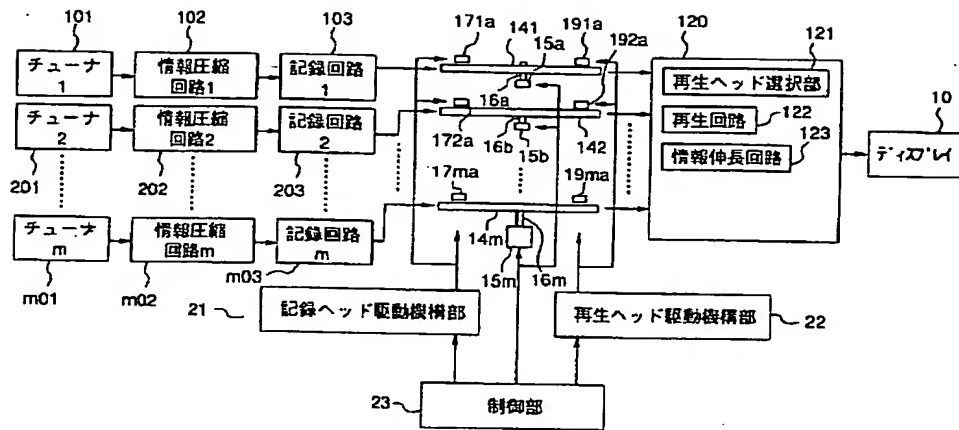 101
102
103
171a
141
15a
191a
192a
120
121
チューナ
1
情報圧縮
回路1
記録回路
1
16a
再生ヘッド選択部
再生回路
122
情報伸長回路
123
10
ディスプレイ
チューナ
2
情報圧縮
回路2
記録回路
2
172a
16b
15b
142
201
202
203
17ma
19ma
チューナ
m
情報圧縮
回路m
記録回路
m
14m
15m
16m
m01
m02
m03
21
記録ヘッド駆動機構部
再生ヘッド駆動機構部
22
23
制御部